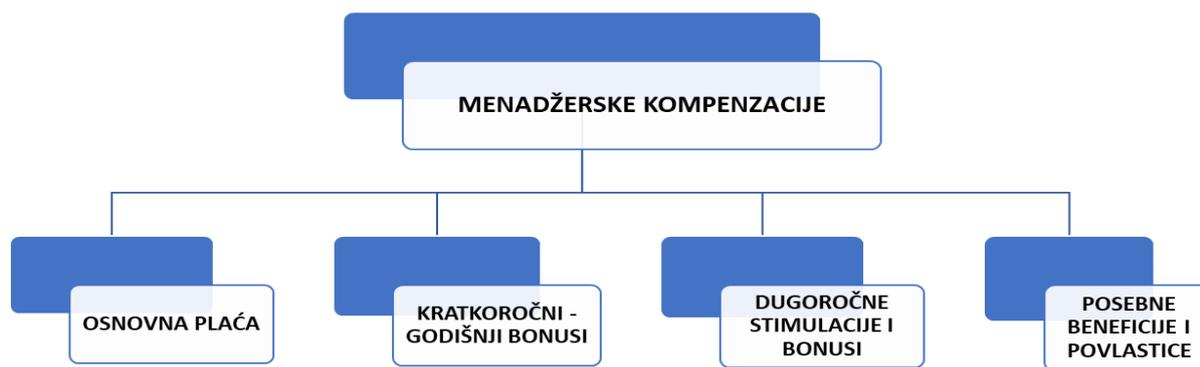 MENADŽERSKE KOMPENZACIJE
OSNOVNA PLAĆA
KRATKOROČNI -
GODIŠNJI BONUSI
DUGOROČNE
STIMULACIJE I
BONUSI
POSEBNE
BENEFICIJE I
POVLASTICE